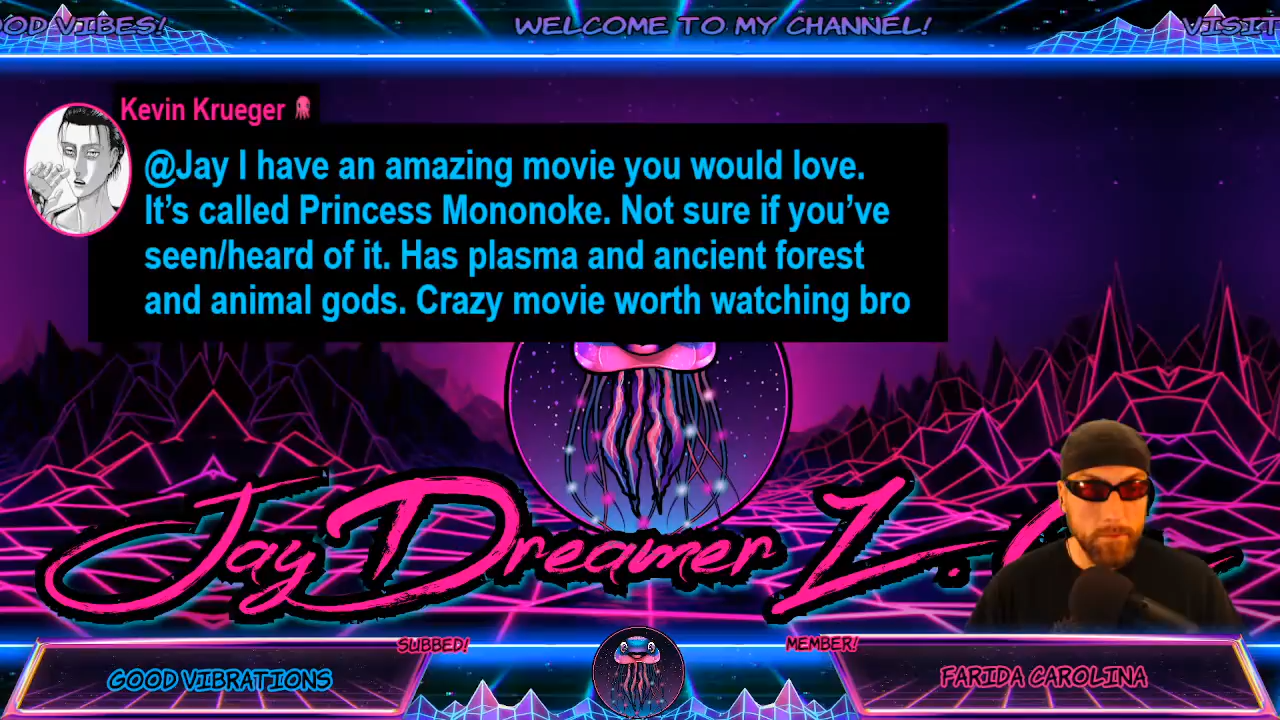 OOD VIBES!
WELCOME TO MY CHANNEL!
VISIT
Kevin Krueger
@Jay I have an amazing movie you would love.
It’s called Princess Mononoke. Not sure if you’ve
seen/heard of it. Has plasma and ancient forest
and animal gods. Crazy movie worth watching bro
Jay Dreamer Z.
SUBBED!
MEMBER!
GOOD VIBRATIONS
FARIDA CAROLINA